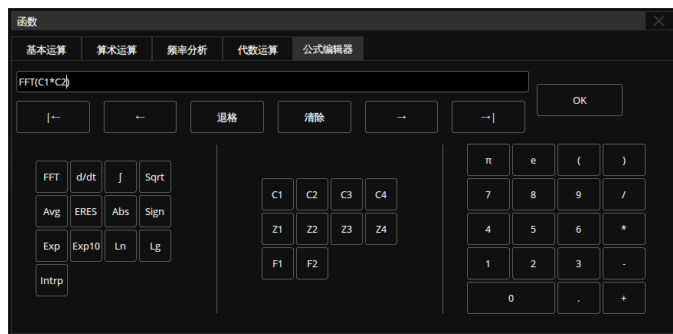 函数
基本运算 算术运算 频率分析 代数运算 公式编辑器
FFT(C1*C2)
OK
|← ← 退格 清除 → →|
π e ( )
FFT d/dt ∫ Sqrt
C1 C2 C3 C4
7 8 9 /
Avg ERES Abs Sign
Z1 Z2 Z3 Z4
4 5 6 *
Exp Exp10 Ln Lg
F1 F2
1 2 3 -
Intrp
0 . +